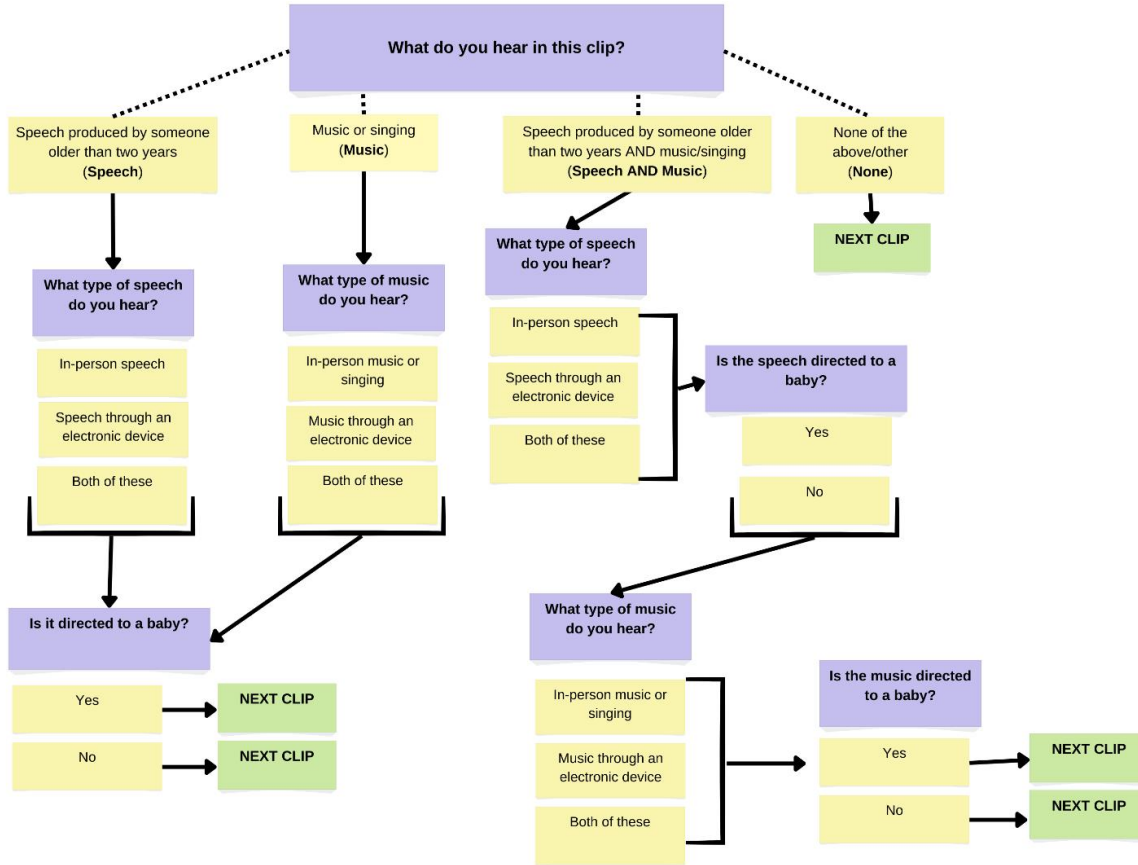 What do you hear in this clip?
Speech produced by someone
older than two years
(Speech)
Music or singing
(Music)
Speech produced by someone older
than two years AND music/singing
(Speech AND Music)
None of the
above/other
(None)
NEXT CLIP
What type of speech
do you hear?
In-person speech
Speech through an
electronic device
Both of these
What type of music
do you hear?
In-person music or
singing
Music through an
electronic device
Both of these
Is it directed to a baby?
Yes
NEXT CLIP
No
NEXT CLIP
What type of speech
do you hear?
In-person speech
Speech through an
electronic device
Both of these
Is the speech directed to a
baby?
Yes
No
What type of music
do you hear?
In-person music or
singing
Music through an
electronic device
Both of these
Is the music directed
to a baby?
Yes
NEXT CLIP
No
NEXT CLIP